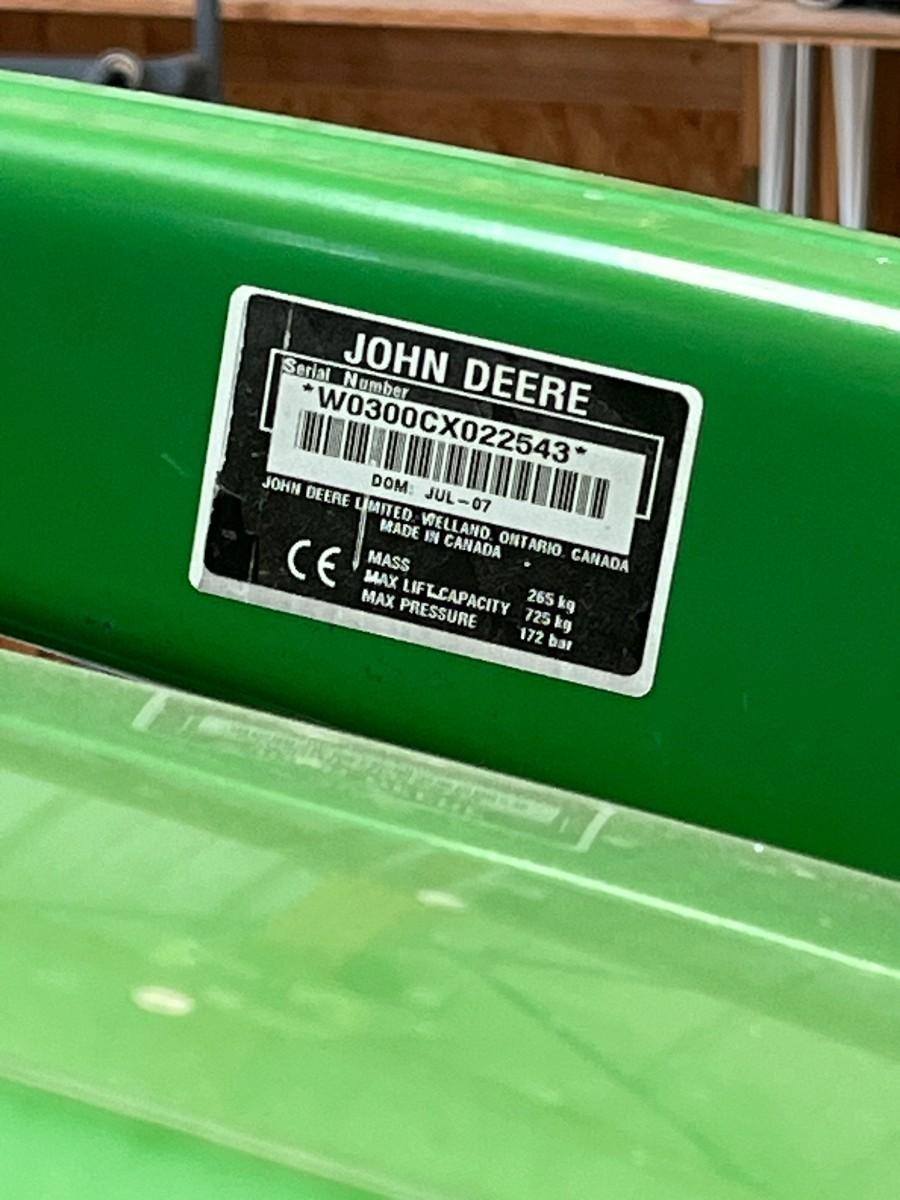 JOHN DEERE
Serial Number
*W0300CX022543*
DOM: JUL-07
JOHN DEERE LIMITED, WELLAND, ONTARIO, CANADA
MADE IN CANADA
CE
MASS 265 kg
MAX LIFT CAPACITY 725 kg
MAX PRESSURE 172 bar